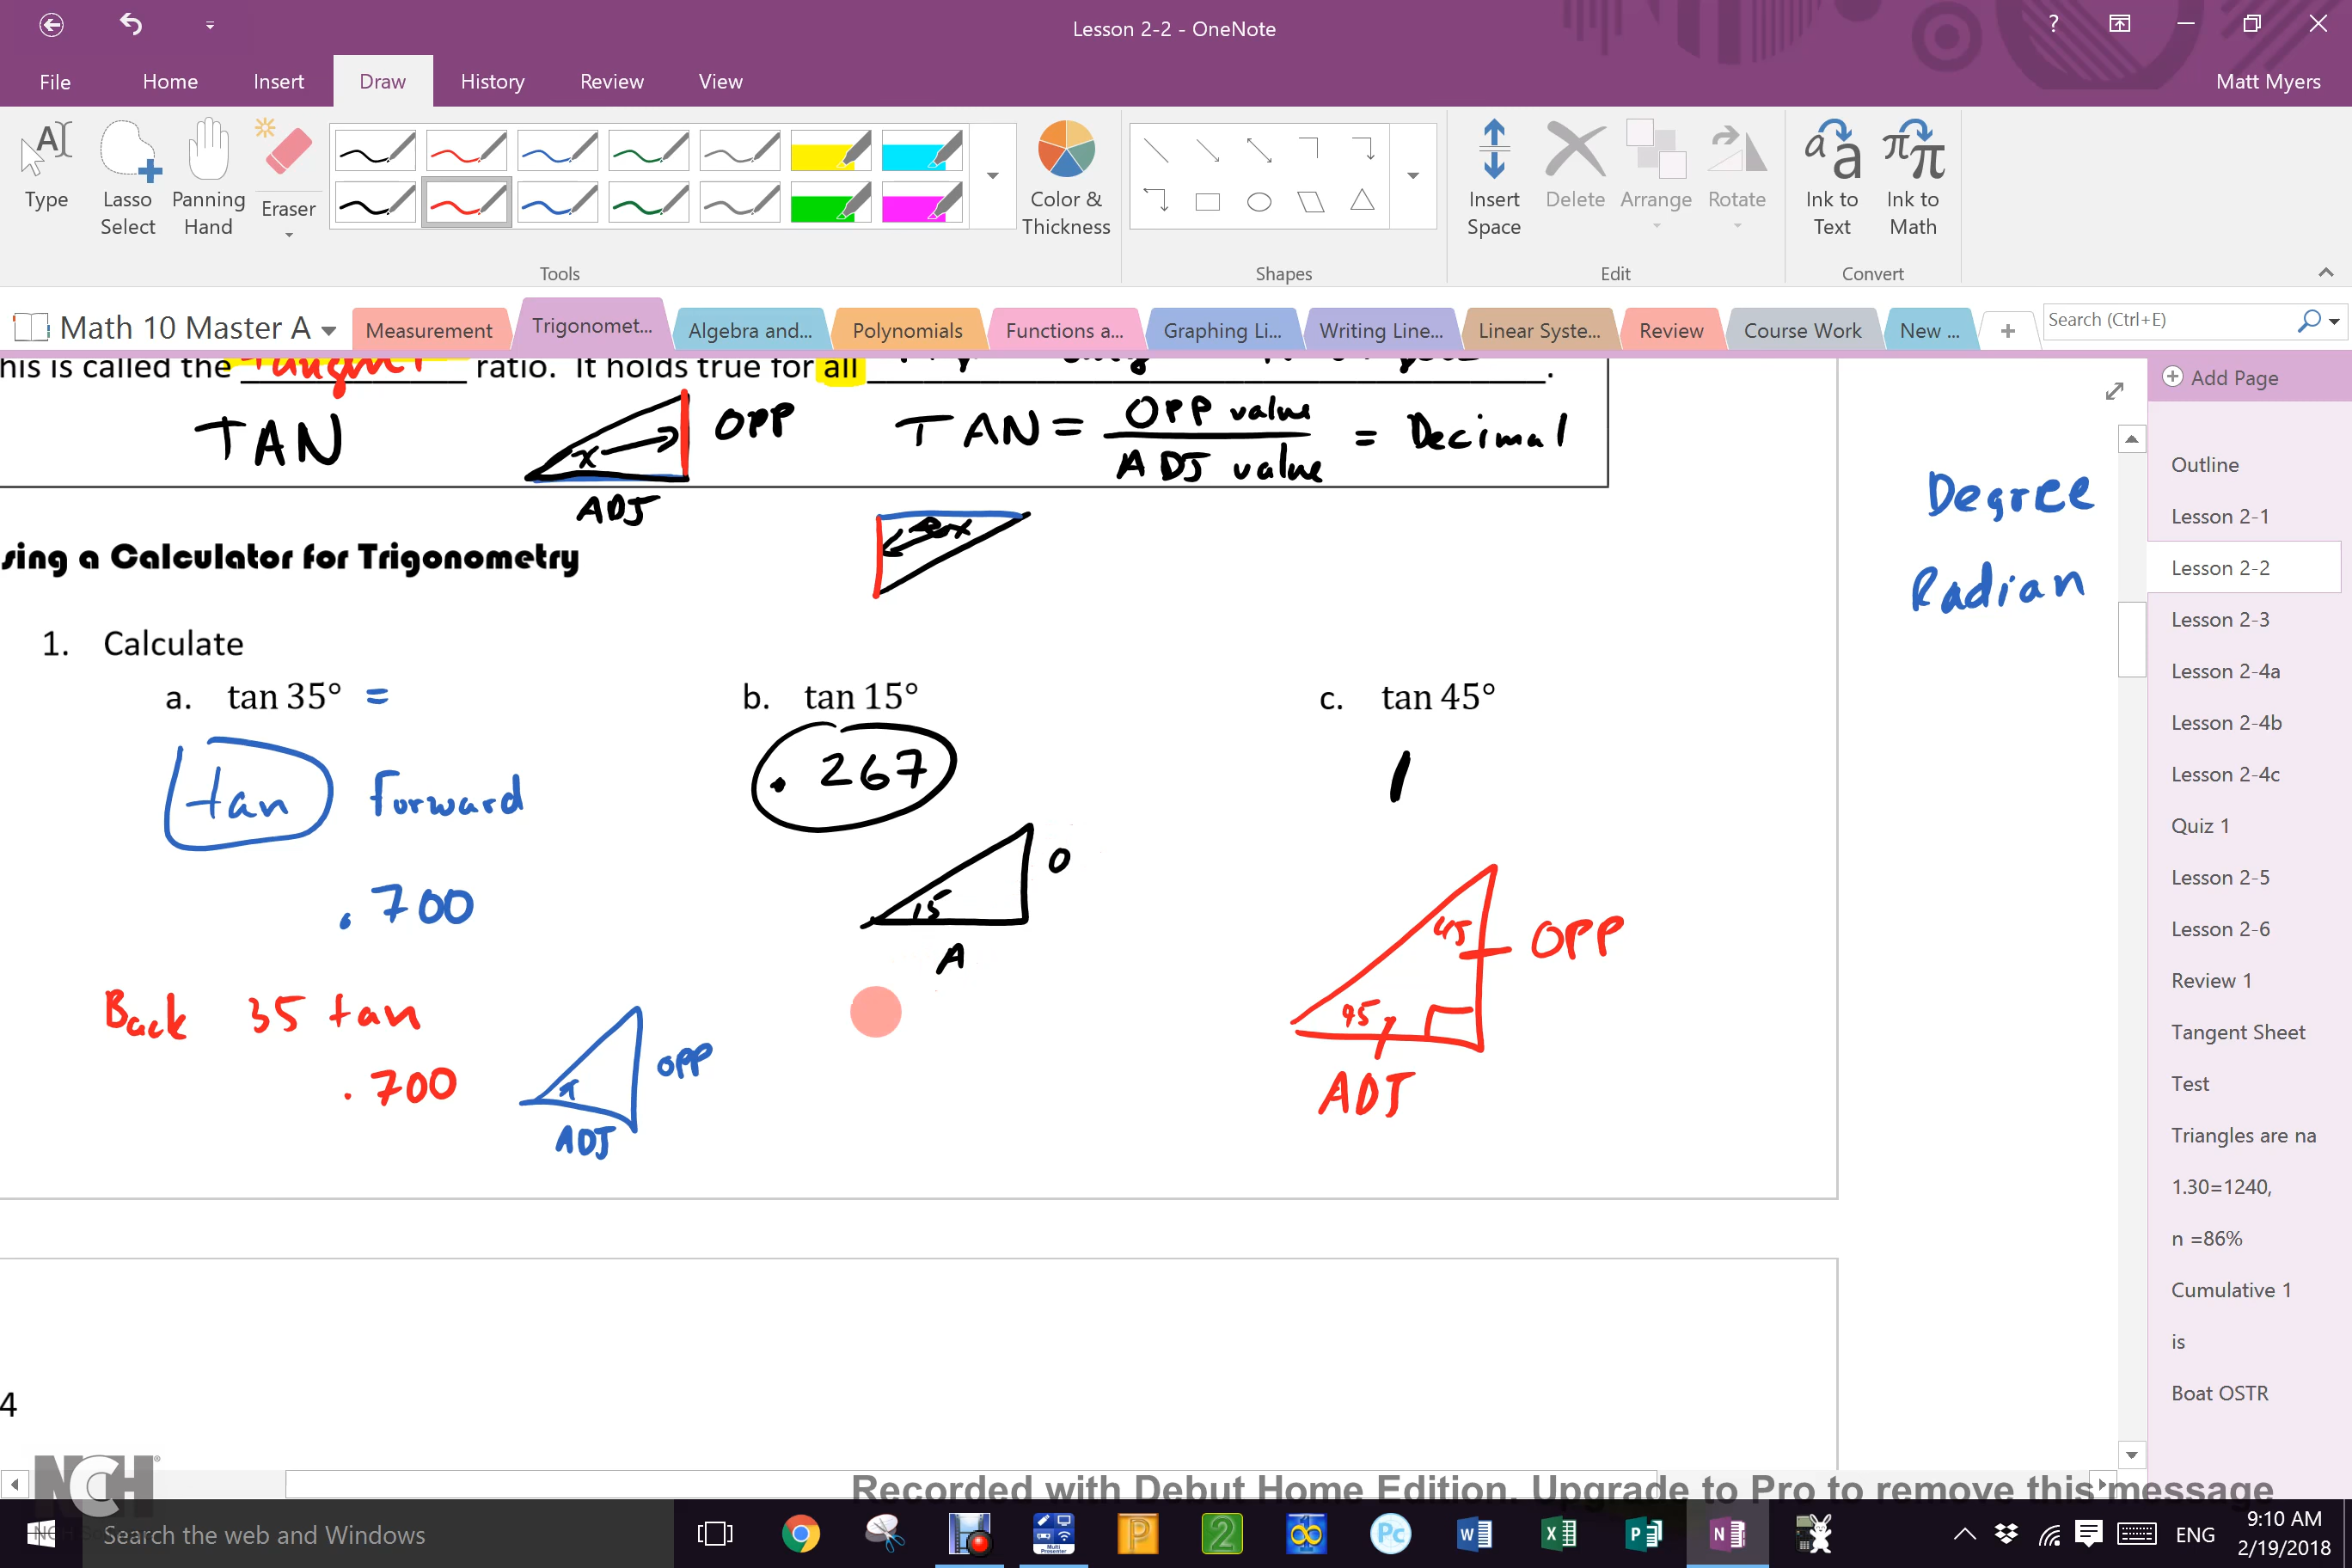 Lesson 2-2 - OneNote
?
File Home Insert Draw History Review View
Matt Myers
Type
Lasso Select
Panning Hand
Eraser
Color & Thickness
Insert Space
Delete
Arrange
Rotate
Ink to Text
Ink to Math
Tools
Shapes
Edit
Convert
Math 10 Master A
Measurement
Trigonomet...
Algebra and...
Polynomials
Functions a...
Graphing Li...
Writing Line...
Linear Syste...
Review
Course Work
New ...
Search (Ctrl+E)
his is called the Tangent ratio. It holds true for all
TAN
x
OPP
ADJ
TAN = OPP value / ADJ value = Decimal
x
Degree
Radian
sing a Calculator for Trigonometry
1. Calculate
a. tan 35° =
b. tan 15°
c. tan 45°
tan Forward
.700
Back 35 tan
.700
x
OPP
ADJ
.267
15
O
A
1
45
45
OPP
ADJ
4
Add Page
Outline
Lesson 2-1
Lesson 2-2
Lesson 2-3
Lesson 2-4a
Lesson 2-4b
Lesson 2-4c
Quiz 1
Lesson 2-5
Lesson 2-6
Review 1
Tangent Sheet
Test
Triangles are na
1.30=1240,
n =86%
Cumulative 1
is
Boat OSTR
NCH
Recorded with Debut Home Edition. Upgrade to Pro to remove this message
Search the web and Windows
ENG
9:10 AM
2/19/2018